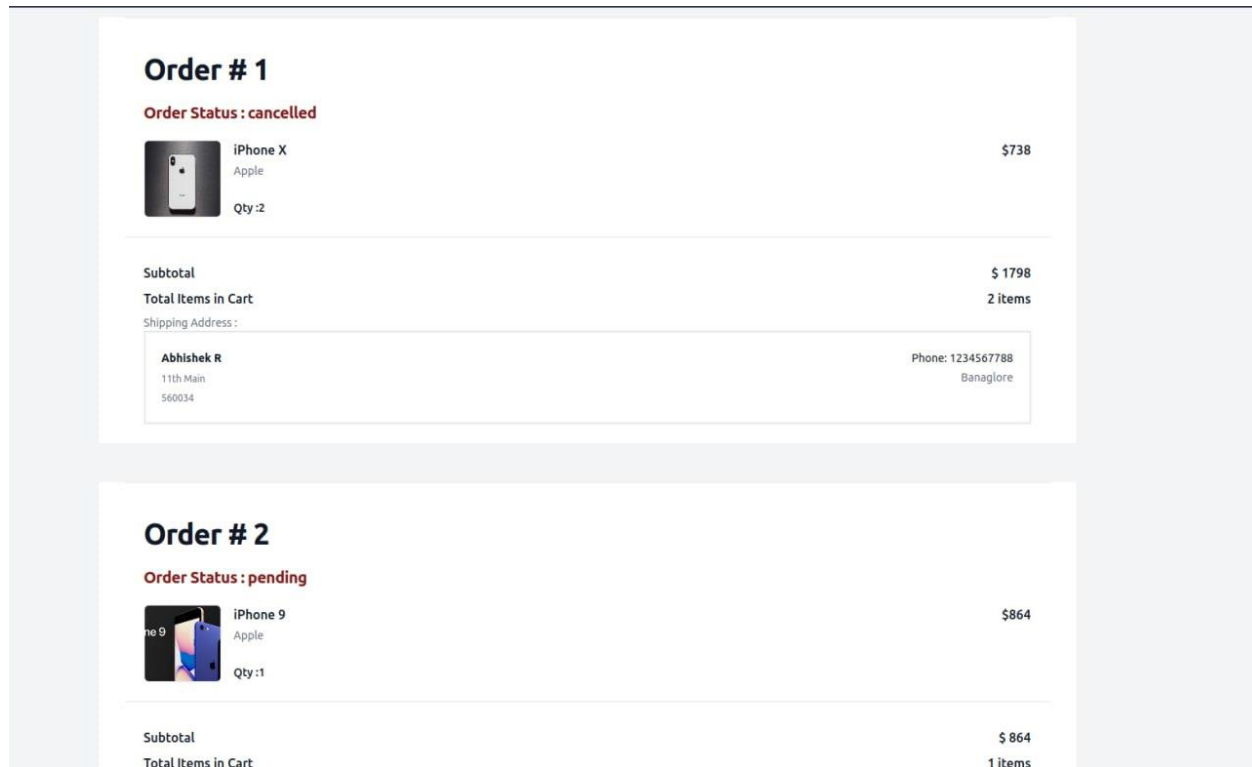 Order # 1
Order Status : cancelled
iPhone X $738
Apple
Qty :2
Subtotal $ 1798
Total Items in Cart 2 items
Shipping Address :
Abhishek R Phone: 1234567788
11th Main Banaglore
560034
Order # 2
Order Status : pending
ne 9
iPhone 9 $864
Apple
Qty :1
Subtotal $ 864
Total Items in Cart 1 items